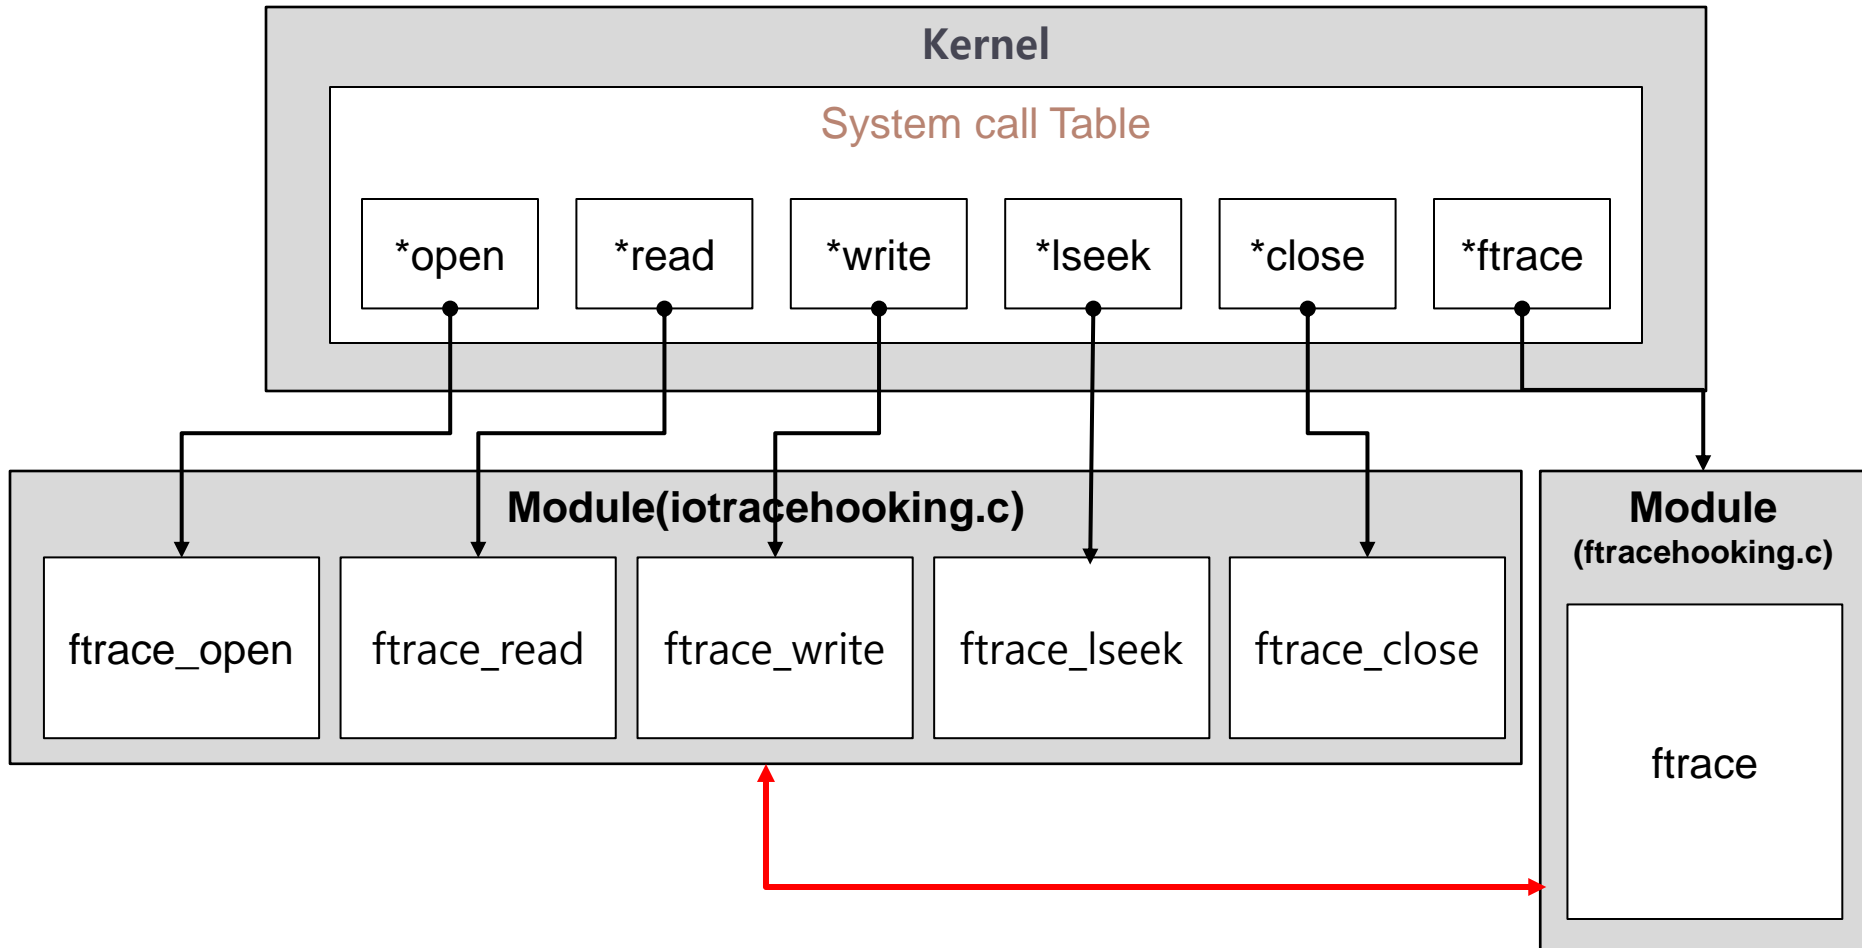 Kernel
System call Table
*open
*read
*write
*lseek
*close
*ftrace
Module(iotracehooking.c)
ftrace_open
ftrace_read
ftrace_write
ftrace_lseek
ftrace_close
Module
(ftracehooking.c)
ftrace